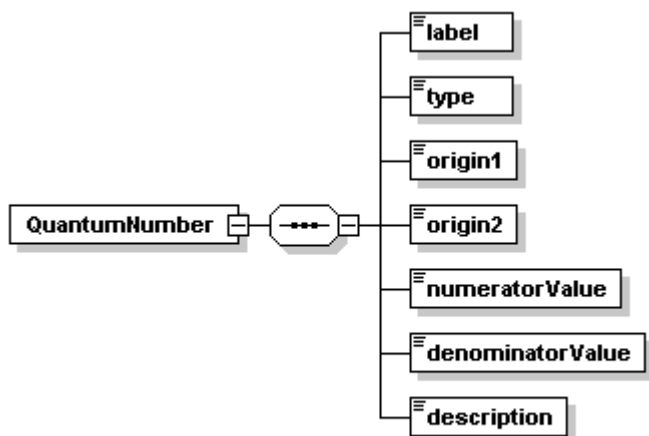 label
type
origin1
origin2
QuantumNumber
numeratorValue
denominatorValue
description